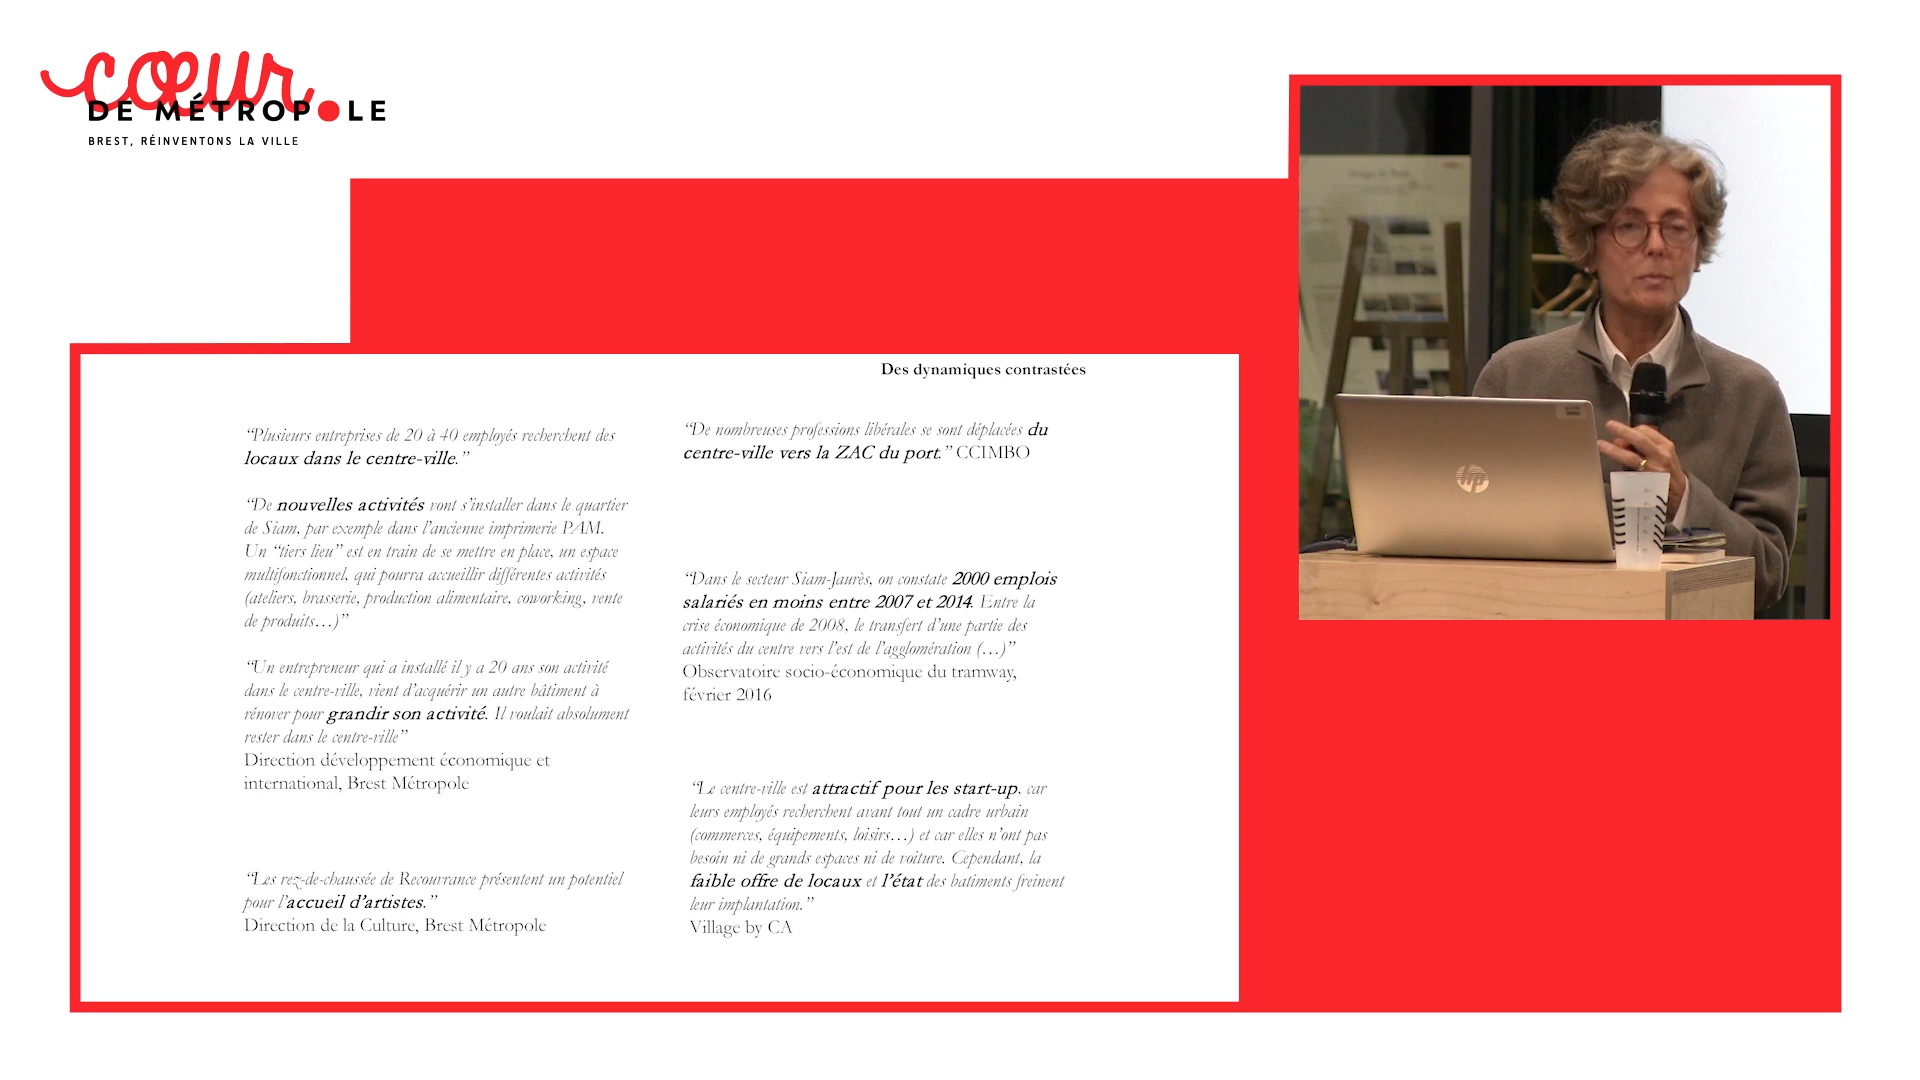 cœur
DE MÉTROPOLE
BREST, RÉINVENTONS LA VILLE
Des dynamiques contrastées
“Plusieurs entreprises de 20 à 40 employés recherchent des
locaux dans le centre-ville.”
“De nouvelles activités vont s’installer dans le quartier
de Siam, par exemple dans l’ancienne imprimerie PAM.
Un “tiers lieu” est en train de se mettre en place, un espace
multifonctionnel, qui pourra accueillir différentes activités
(ateliers, brasserie, production alimentaire, coworking, vente
de produits…)”
“Un entrepreneur qui a installé il y a 20 ans son activité
dans le centre-ville, vient d’acquérir un autre bâtiment à
rénover pour grandir son activité. Il voulait absolument
rester dans le centre-ville”
Direction développement économique et
international, Brest Métropole
“Les rez-de-chaussée de Recouvrance présentent un potentiel
pour l’accueil d’artistes.”
Direction de la Culture, Brest Métropole
“De nombreuses professions libérales se sont déplacées du
centre-ville vers la ZAC du port.” CCIMBO
“Dans le secteur Siam-Jaurès, on constate 2000 emplois
salariés en moins entre 2007 et 2014. Entre la
crise économique de 2008, le transfert d’une partie des
activités du centre vers l’est de l’agglomération (…)”
Observatoire socio-économique du tramway,
février 2016
“Le centre-ville est attractif pour les start-up, car
leurs employés recherchent avant tout un cadre urbain
(commerces, équipements, loisirs…) et car elles n’ont pas
besoin ni de grands espaces ni de voiture. Cependant, la
faible offre de locaux et l’état des batiments freinent
leur implantation.”
Village by CA
hp